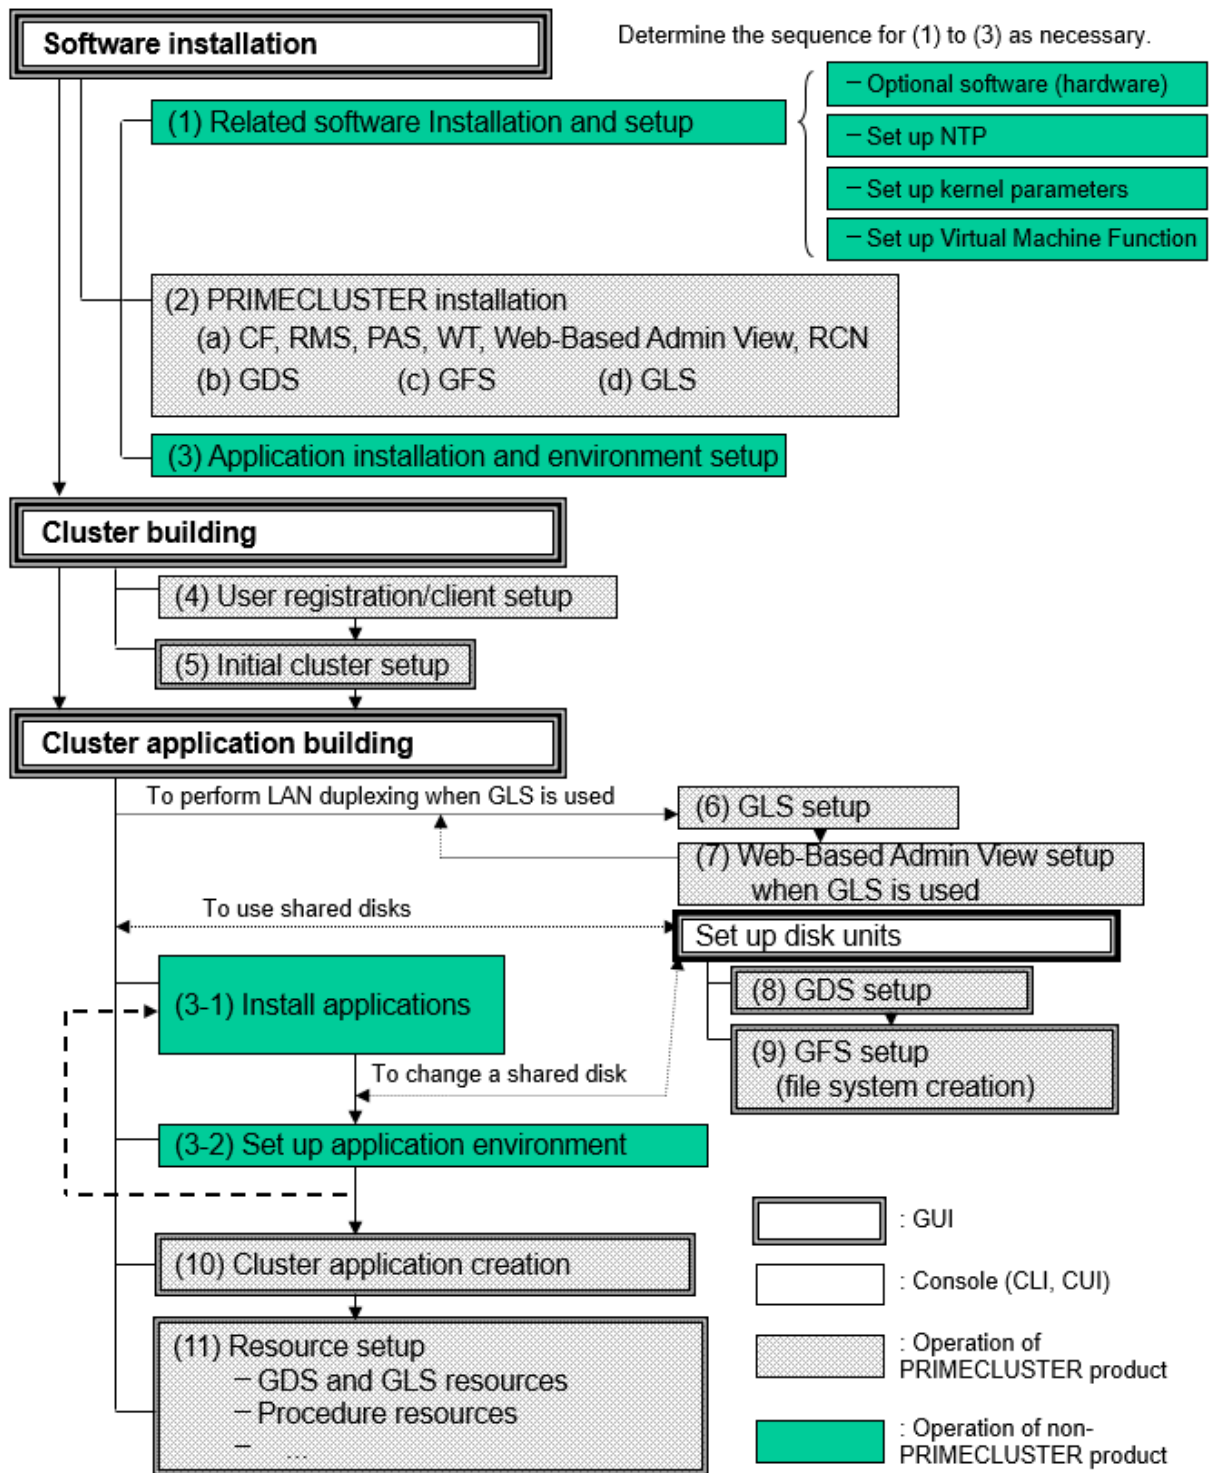 Software installation
Determine the sequence for (1) to (3) as necessary.
(1) Related software Installation and setup
– Optional software (hardware)
– Set up NTP
– Set up kernel parameters
– Set up Virtual Machine Function
(2) PRIMECLUSTER installation
(a) CF, RMS, PAS, WT, Web-Based Admin View, RCN
(b) GDS (c) GFS (d) GLS
(3) Application installation and environment setup
Cluster building
(4) User registration/client setup
(5) Initial cluster setup
Cluster application building
To perform LAN duplexing when GLS is used
(6) GLS setup
(7) Web-Based Admin View setup
when GLS is used
To use shared disks
Set up disk units
(8) GDS setup
(9) GFS setup
(file system creation)
(3-1) Install applications
To change a shared disk
(3-2) Set up application environment
(10) Cluster application creation
(11) Resource setup
– GDS and GLS resources
– Procedure resources
– ...
: GUI
: Console (CLI, CUI)
: Operation of
PRIMECLUSTER product
: Operation of non-
PRIMECLUSTER product